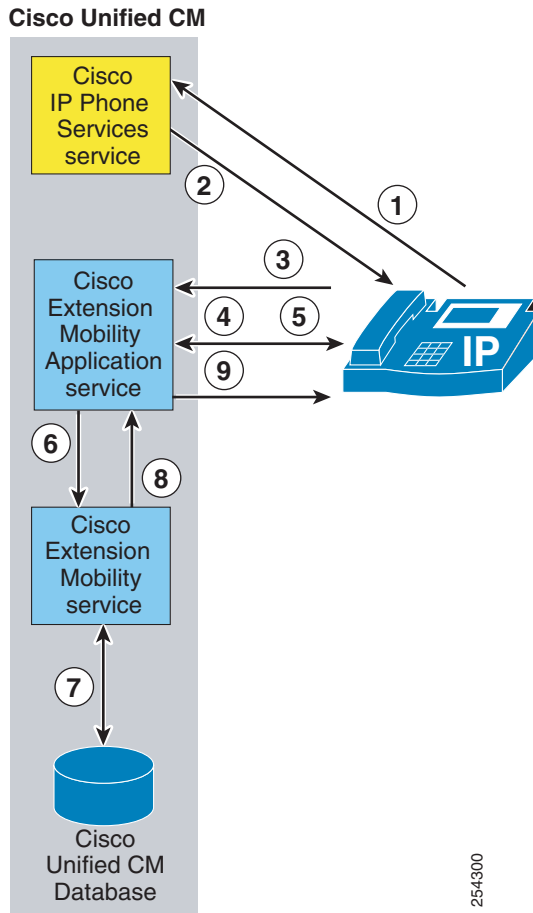 Cisco Unified CM
Cisco
IP Phone
Services
service
1
2
3
Cisco
Extension
Mobility
Application
service
4
5
IP
9
6
8
Cisco
Extension
Mobility
service
7
Cisco
Unified CM
Database
254300